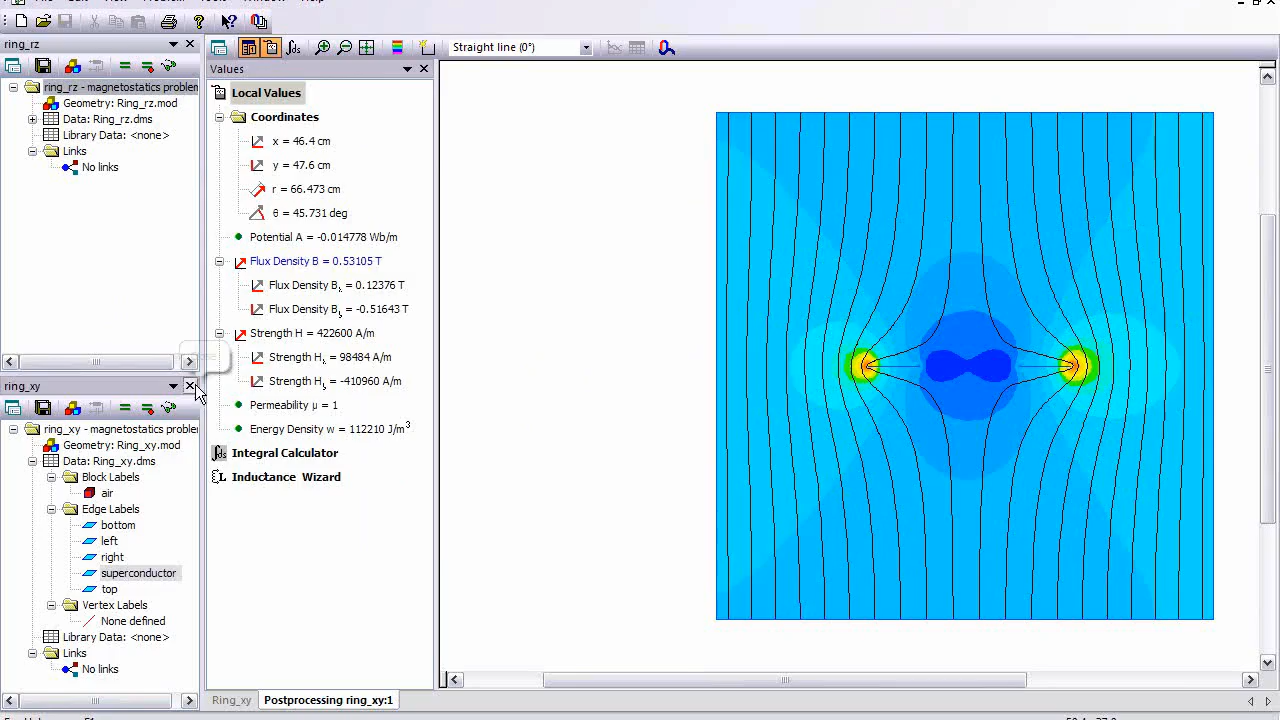 ring_rz
ring_rz - magnetostatics problem
Geometry: Ring_rz.mod
Data: Ring_rz.dms
Library Data: <none>
Links
No links
ring_xy
ring_xy - magnetostatics problem
Geometry: Ring_xy.mod
Data: Ring_xy.dms
Block Labels
air
Edge Labels
bottom
left
right
superconductor
top
Vertex Labels
None defined
Library Data: <none>
Links
No links
Straight line (0°)
Values
Local Values
Coordinates
x = 46.4 cm
y = 47.6 cm
r = 66.473 cm
θ = 45.731 deg
Potential A = -0.014778 Wb/m
Flux Density B = 0.53105 T
Flux Density B = 0.12376 T
Flux Density B = -0.51643 T
Strength H = 422600 A/m
Strength H = 98484 A/m
Strength H = -410960 A/m
Permeability μ = 1
Energy Density w = 112210 J/m³
Integral Calculator
Inductance Wizard
Ring_xy
Postprocessing ring_xy:1